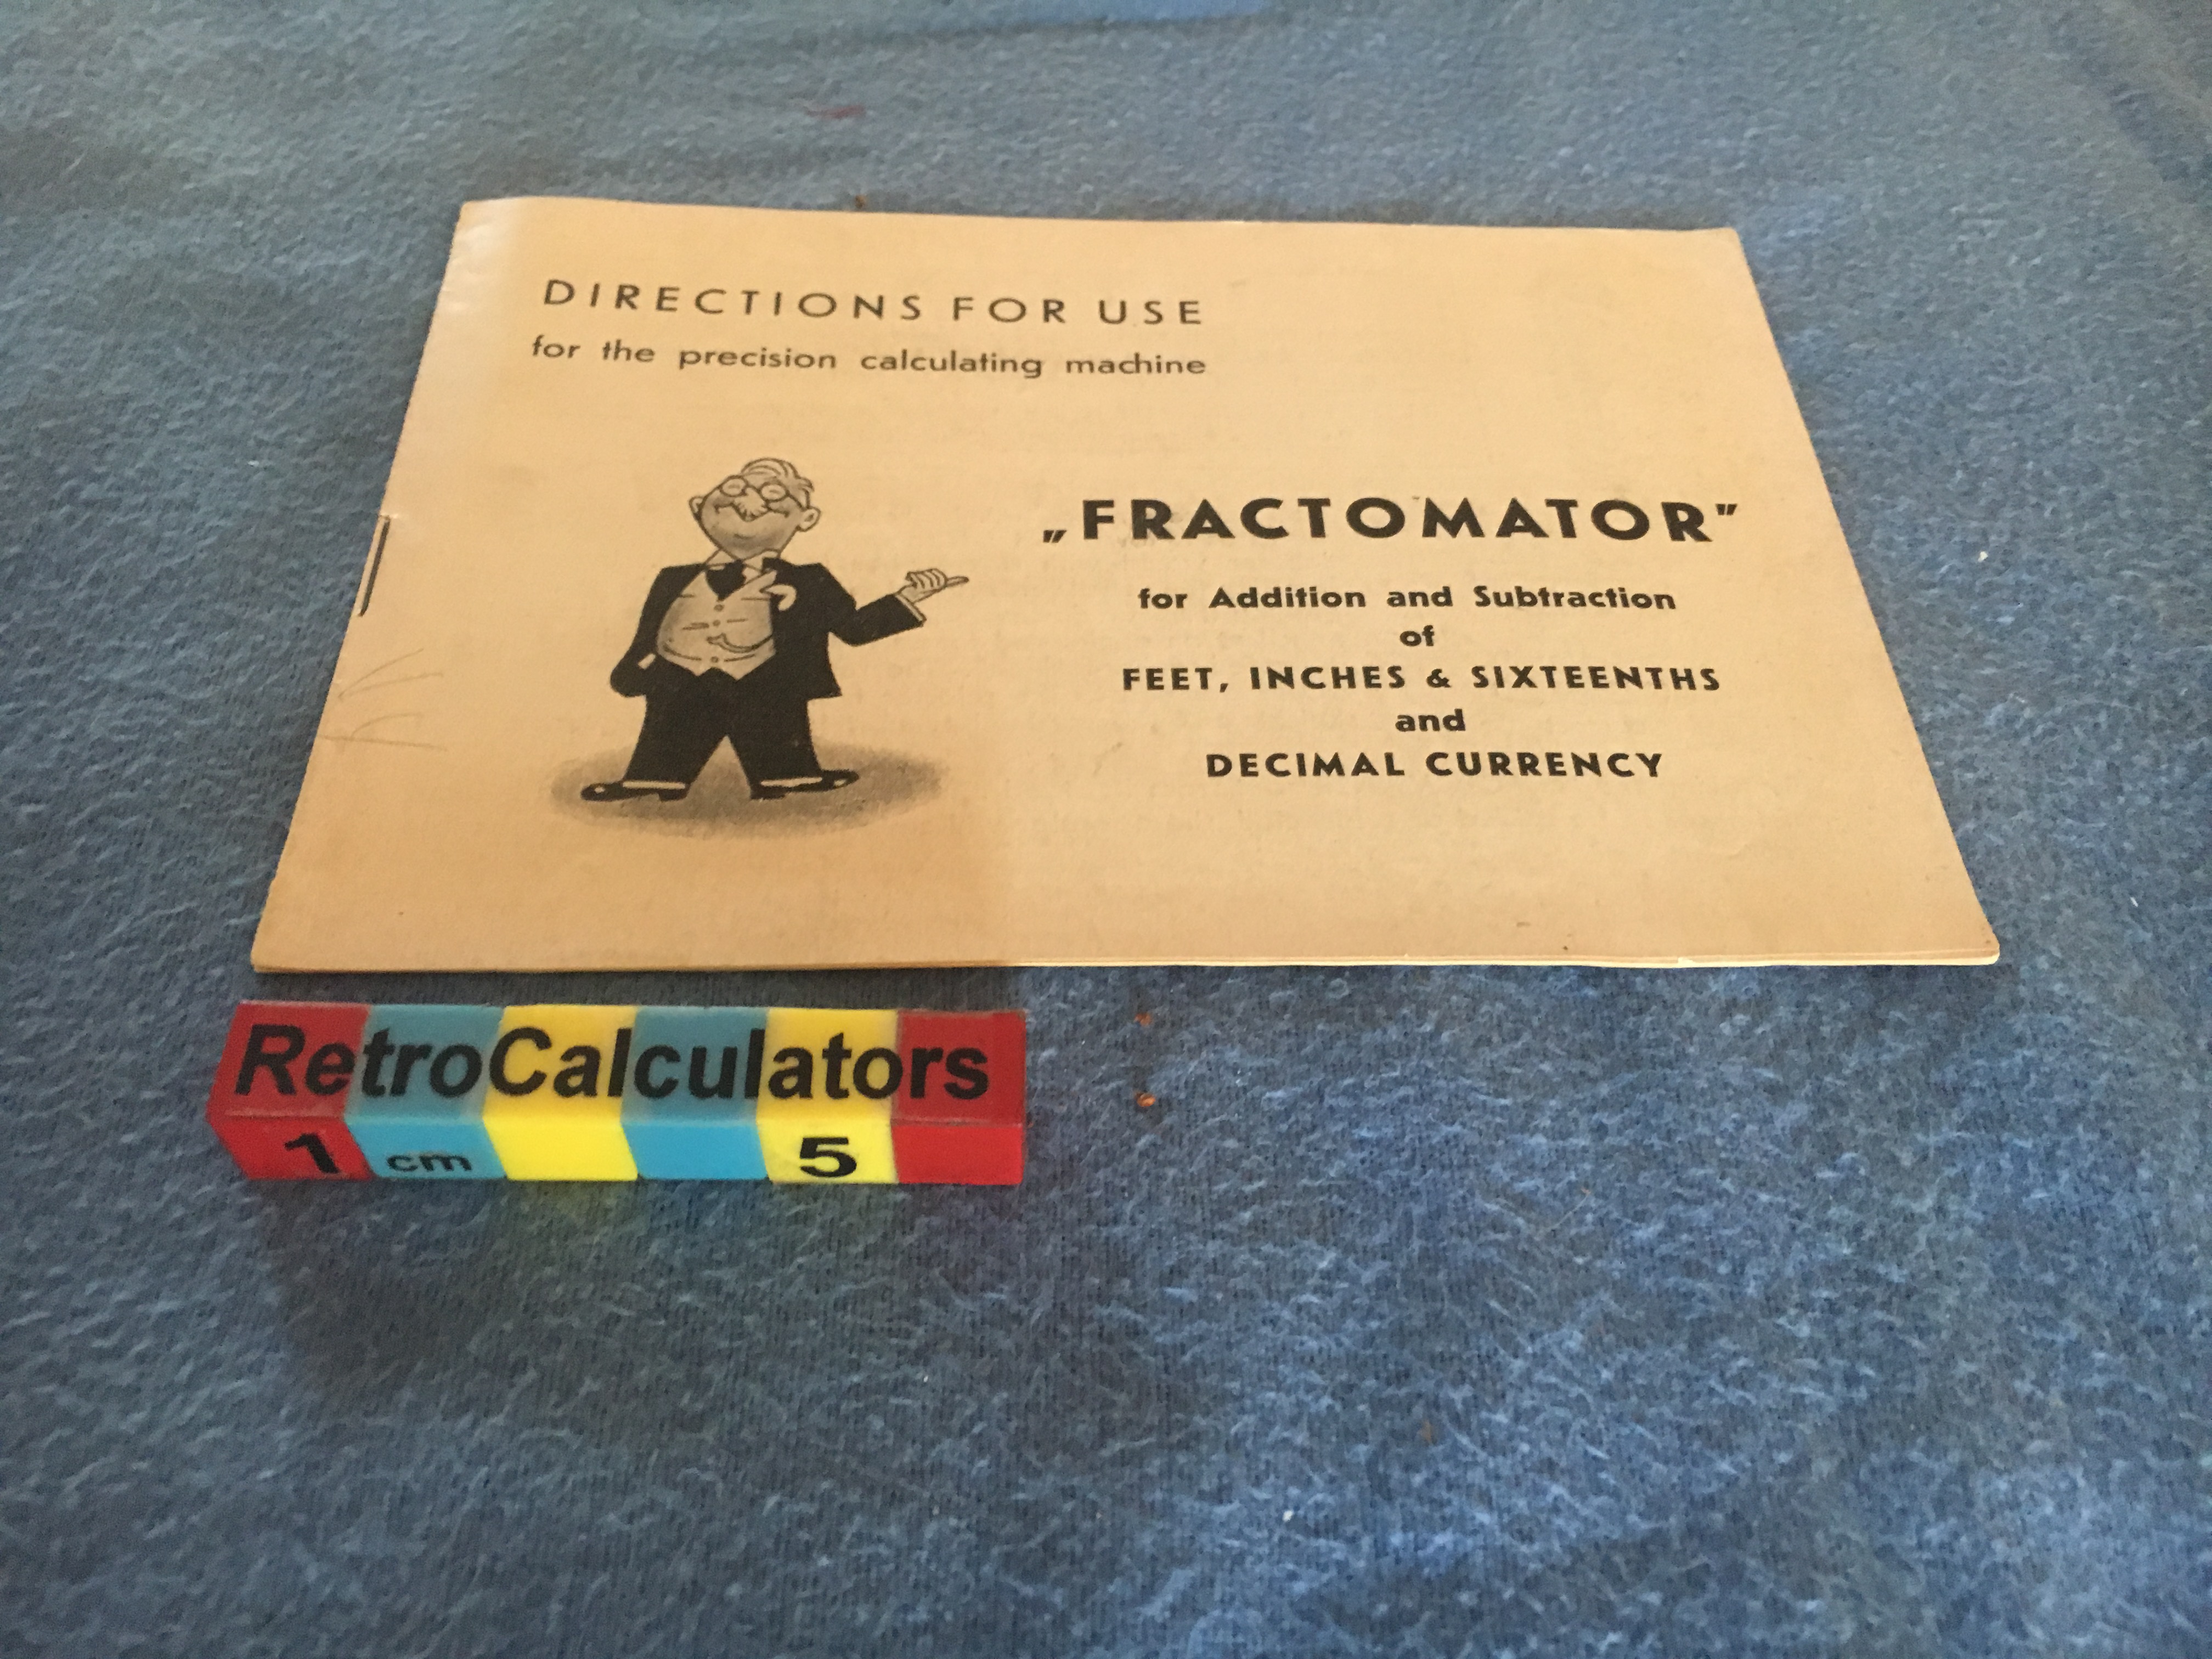 DIRECTIONS FOR USE
for the precision calculating machine
„FRACTOMATOR”
for Addition and Subtraction
of
FEET, INCHES & SIXTEENTHS
and
DECIMAL CURRENCY
RetroCalculators
1 cm 5